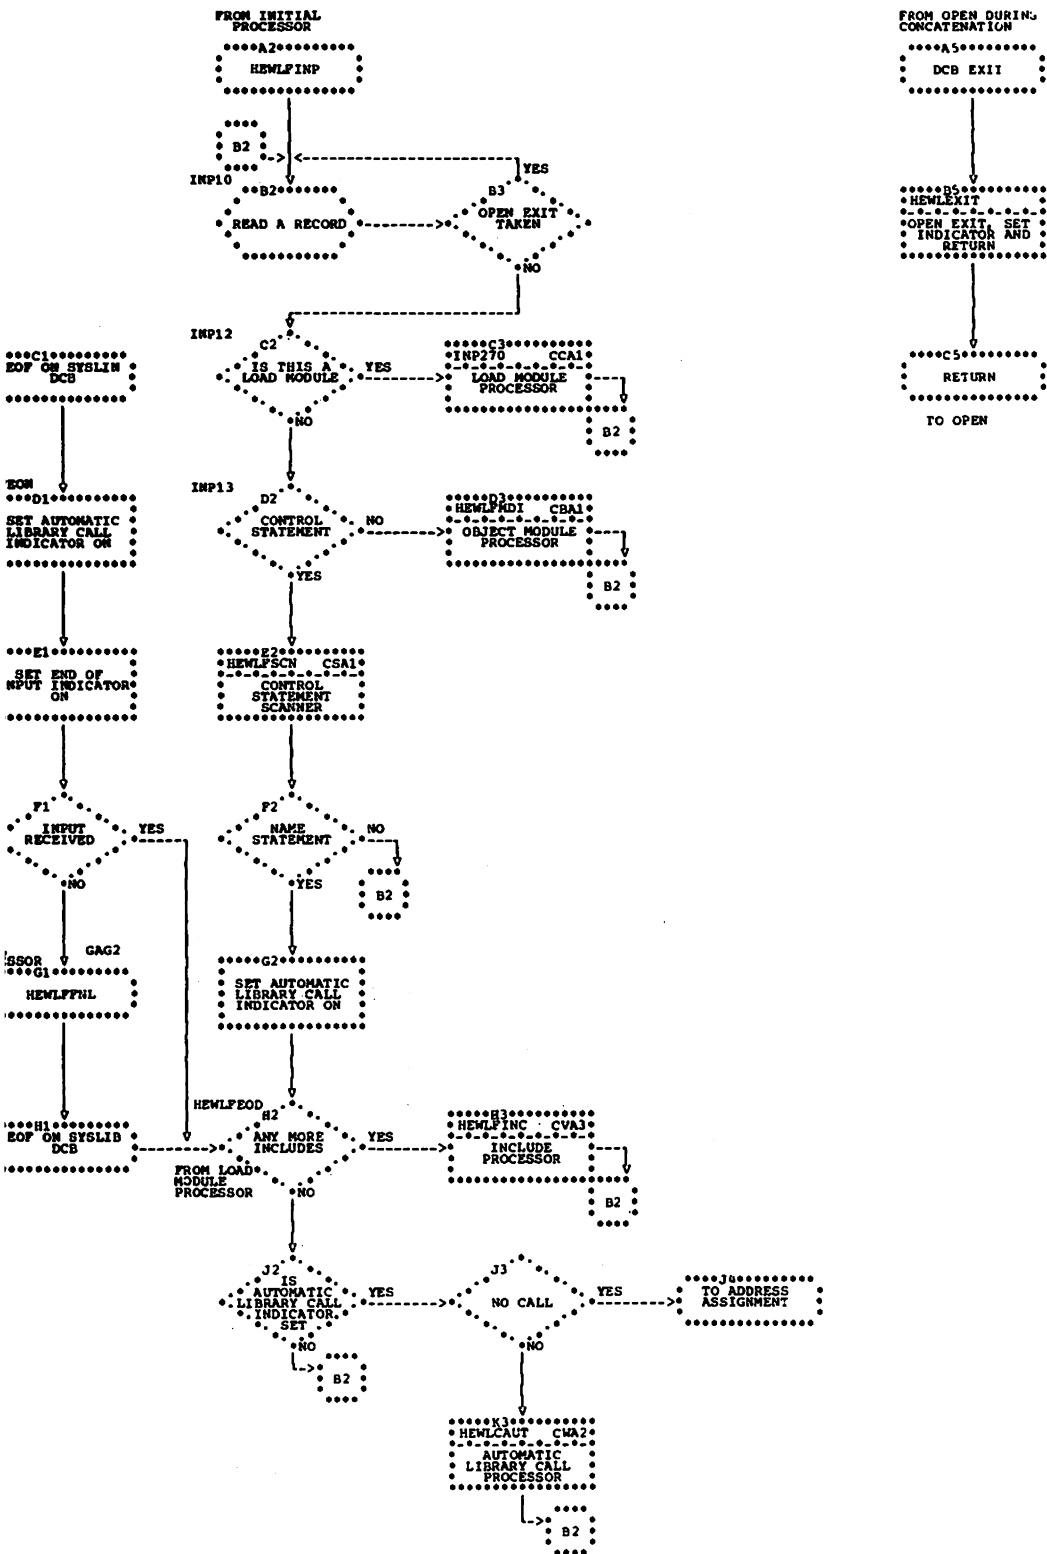 FROM INITIAL
PROCESSOR
A2
HEWLFINP
B2
INP10
B2
READ A RECORD
YES
B3
OPEN EXIT
TAKEN
NO
INP12
C2
IS THIS A
LOAD MODULE
YES
C3
INP270 CCA1
LOAD MODULE
PROCESSOR
B2
NO
INP13
D2
CONTROL
STATEMENT
NO
D3
HEWLFMDI CBA1
OBJECT MODULE
PROCESSOR
B2
YES
E2
HEWLFSCN CSA1
CONTROL
STATEMENT
SCANNER
F2
NAME
STATEMENT
NO
B2
YES
G2
SET AUTOMATIC
LIBRARY CALL
INDICATOR ON
HEWLFEOD
H2
ANY MORE
INCLUDES
YES
FROM LOAD
MODULE
PROCESSOR
NO
H3
HEWLFINC CVA3
INCLUDE
PROCESSOR
B2
J2
IS
AUTOMATIC
LIBRARY CALL
INDICATOR
SET
YES
NO
B2
J3
NO CALL
YES
J4
TO ADDRESS
ASSIGNMENT
NO
K3
HEWLCAUT CWA2
AUTOMATIC
LIBRARY CALL
PROCESSOR
B2
C1
EOF ON SYSLIN
DCB
EOM
D1
SET AUTOMATIC
LIBRARY CALL
INDICATOR ON
E1
SET END OF
NPUT INDICATOR
ON
F1
INPUT
RECEIVED
YES
NO
GAG2
SSOR
G1
HEWLFFNL
H1
EOF ON SYSLIB
DCB
FROM OPEN DURING
CONCATENATION
A5
DCB EXIT
B5
HEWLEXIT
OPEN EXIT, SET
INDICATOR AND
RETURN
C5
RETURN
TO OPEN